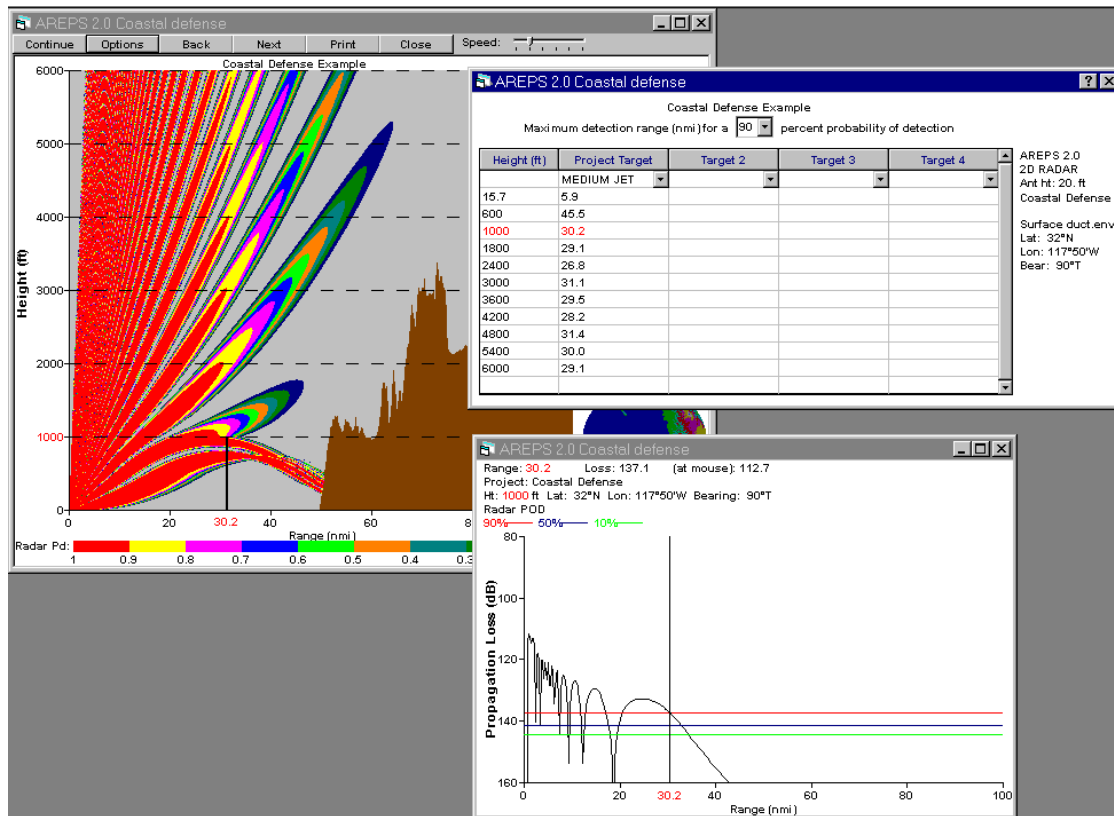 AREPS 2.0 Coastal defense
Continue Options Back Next Print Close Speed:
Coastal Defense Example
Height (ft)
6000
5000
4000
3000
2000
1000
0
0 20 30.2 40 60
Range (nmi)
Radar Pd:
1 0.9 0.8 0.7 0.6 0.5 0.4
AREPS 2.0 Coastal defense
Coastal Defense Example
Maximum detection range (nmi) for a 90 percent probability of detection
Height (ft) Project Target Target 2 Target 3 Target 4
MEDIUM JET
15.7 5.9
600 45.5
1000 30.2
1800 29.1
2400 26.8
3000 31.1
3600 29.5
4200 28.2
4800 31.4
5400 30.0
6000 29.1
AREPS 2.0
2D RADAR
Ant ht: 20. ft
Coastal Defense
Surface duct.env
Lat: 32°N
Lon: 117°50'W
Bear: 90°T
AREPS 2.0 Coastal defense
Range: 30.2 Loss: 137.1 (at mouse): 112.7
Project: Coastal Defense
Ht: 1000 ft Lat: 32°N Lon: 117°50'W Bearing: 90°T
Radar POD
90% 50% 10%
Propagation Loss (dB)
80
100
120
140
160
0 20 30.2 40 60 80 100
Range (nmi)